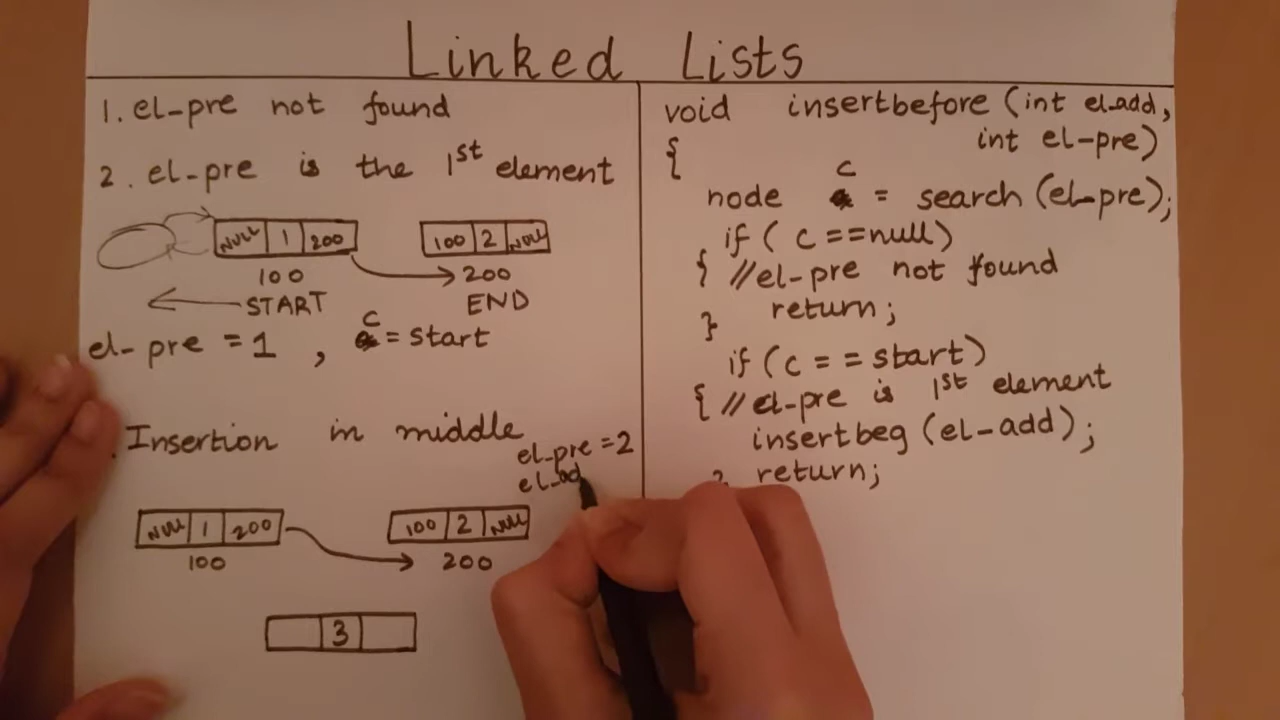 Linked Lists
1. el-pre not found
2. el-pre is the 1st element
NULL 1 200
100 2 NULL
100
200
START
END
el-pre = 1 , c = start
Insertion in middle
el-pre = 2
el-ad
NULL 1 200
100 2 NULL
100
200
3
void insertbefore (int el-add,
int el-pre)
{
node c = search (el-pre);
if ( c ==null)
{ //el-pre not found
return;
}
if (c == start)
{ // el-pre is 1st element
insertbeg (el-add);
return;